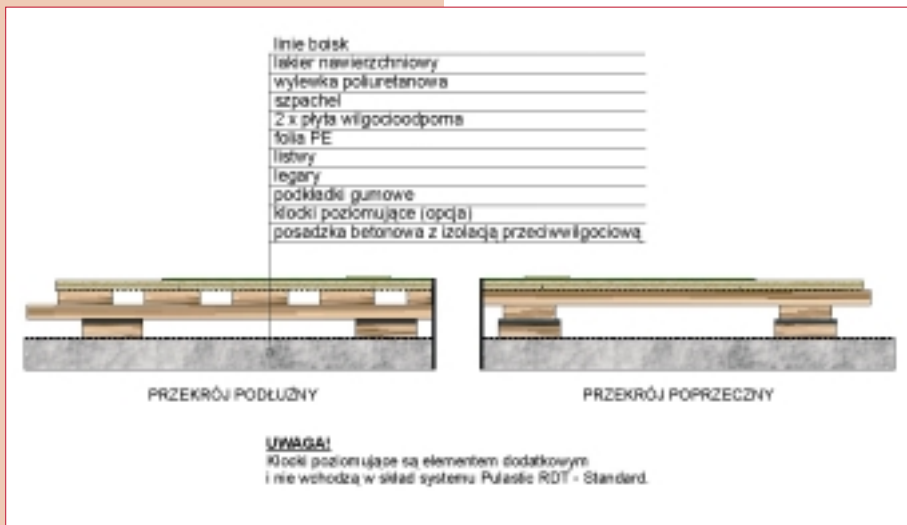 linie boisk
lakier nawierzchniowy
wylewka poliuretanowa
szpachel
2 x płyta wilgocioodporna
folia PE
listwy
legary
podkładki gumowe
klocki poziomujące (opcja)
posadzka betonowa z izolacją przeciwwilgociową
PRZEKRÓJ PODŁUŻNY
PRZEKRÓJ POPRZECZNY
UWAGA!
Klocki poziomujące są elementem dodatkowym
i nie wchodzą w skład systemu Pulastic RDT - Standard.